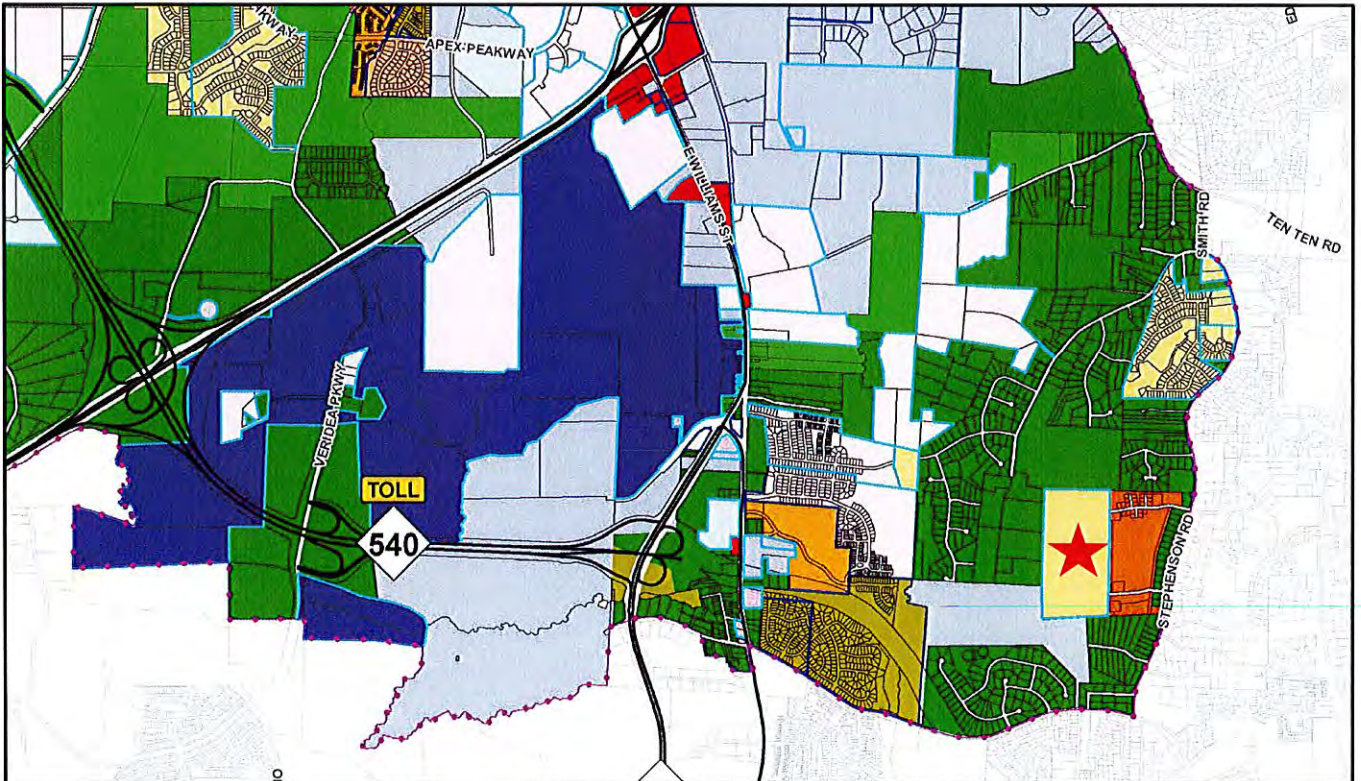 APEX PEAKWAY
E WILLIAMS ST
SMITH RD
TEN TEN RD
VERIDEA PKWY
TOLL
540
STEPHENSON RD